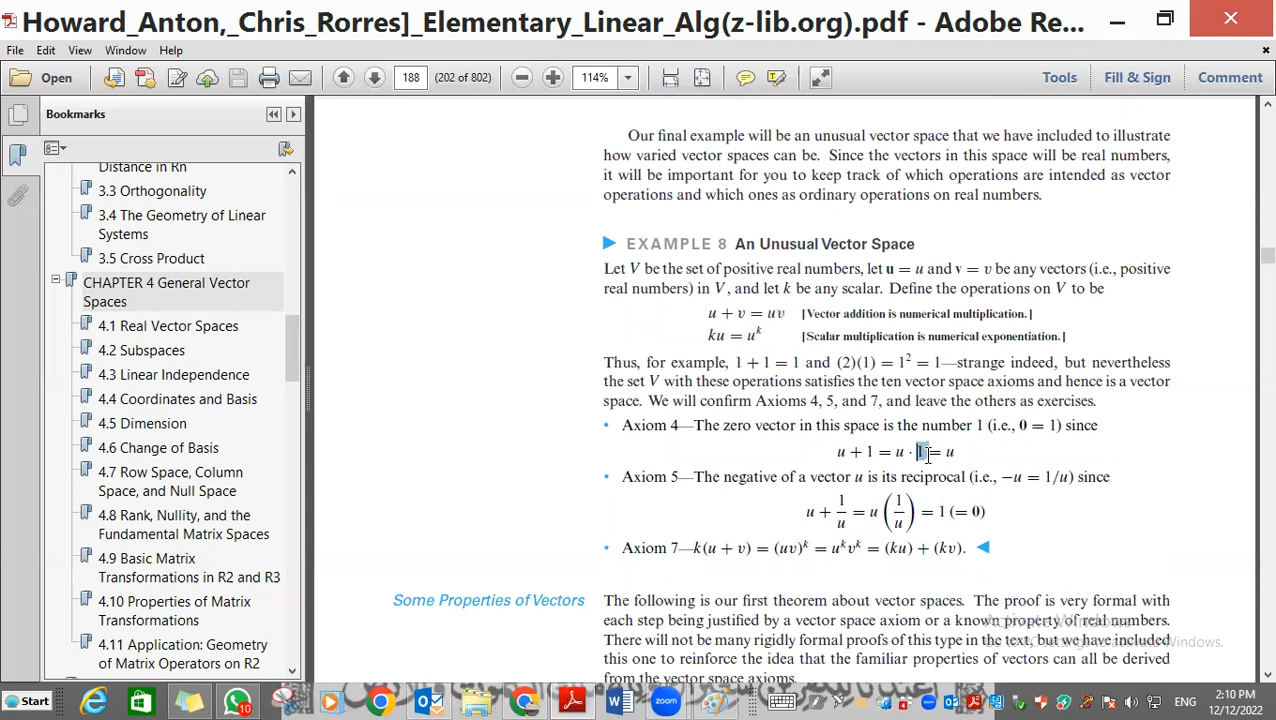 Howard_Anton,_Chris_Rorres]_Elementary_Linear_Alg(z-lib.org).pdf - Adobe Re...
File Edit View Window Help
Open 188 (202 of 802) 114% Tools Fill & Sign Comment
Bookmarks
Distance in Rn
3.3 Orthogonality
3.4 The Geometry of Linear
Systems
3.5 Cross Product
CHAPTER 4 General Vector
Spaces
4.1 Real Vector Spaces
4.2 Subspaces
4.3 Linear Independence
4.4 Coordinates and Basis
4.5 Dimension
4.6 Change of Basis
4.7 Row Space, Column
Space, and Null Space
4.8 Rank, Nullity, and the
Fundamental Matrix Spaces
4.9 Basic Matrix
Transformations in R2 and R3
4.10 Properties of Matrix
Transformations
4.11 Application: Geometry
of Matrix Operators on R2
Our final example will be an unusual vector space that we have included to illustrate
how varied vector spaces can be. Since the vectors in this space will be real numbers,
it will be important for you to keep track of which operations are intended as vector
operations and which ones as ordinary operations on real numbers.
EXAMPLE 8 An Unusual Vector Space
Let V be the set of positive real numbers, let u = u and v = v be any vectors (i.e., positive
real numbers) in V, and let k be any scalar. Define the operations on V to be
u + v = uv [Vector addition is numerical multiplication.]
ku = u^k [Scalar multiplication is numerical exponentiation.]
Thus, for example, 1 + 1 = 1 and (2)(1) = 1² = 1—strange indeed, but nevertheless
the set V with these operations satisfies the ten vector space axioms and hence is a vector
space. We will confirm Axioms 4, 5, and 7, and leave the others as exercises.
• Axiom 4—The zero vector in this space is the number 1 (i.e., 0 = 1) since
u + 1 = u · 1 = u
• Axiom 5—The negative of a vector u is its reciprocal (i.e., −u = 1/u) since
u + 1/u = u (1/u) = 1 (= 0)
• Axiom 7—k(u + v) = (uv)^k = u^k v^k = (ku) + (kv).
Some Properties of Vectors
The following is our first theorem about vector spaces. The proof is very formal with
each step being justified by a vector space axiom or a known property of real numbers.
There will not be many rigidly formal proofs of this type in the text, but we have included
this one to reinforce the idea that the familiar properties of vectors can all be derived
from the vector space axioms.
Activate Windows
Start
10
zoom
2:10 PM
12/12/2022